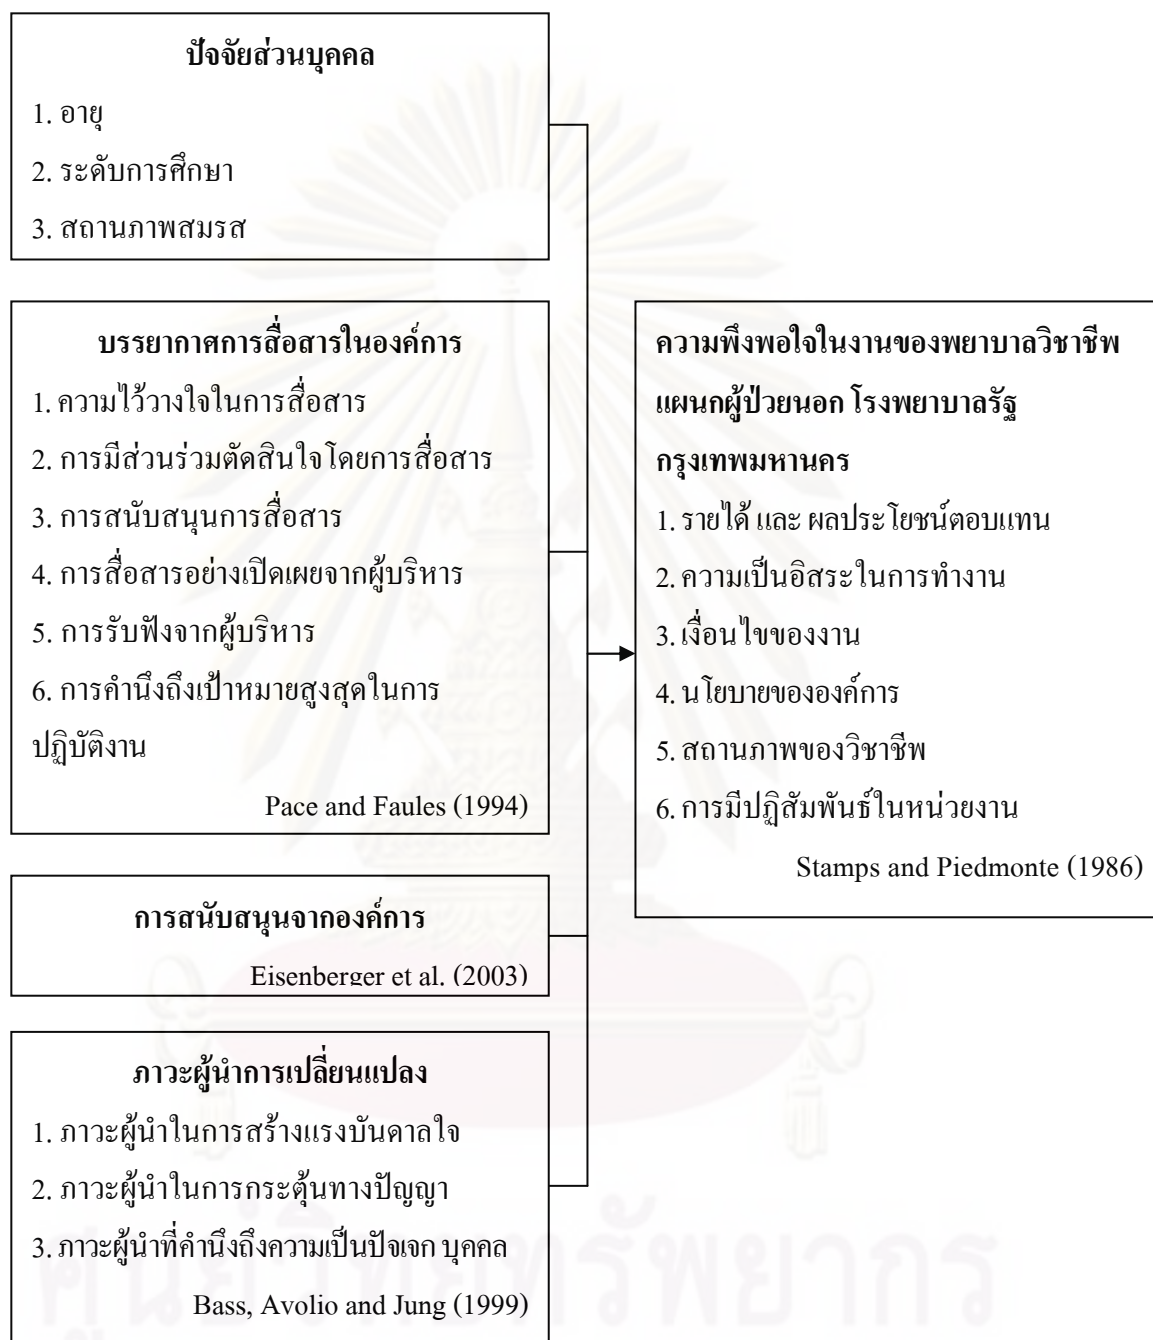 ปัจจัยส่วนบุคคล
1. อายุ
2. ระดับการศึกษา
3. สถานภาพสมรส
บรรยากาศการสื่อสารในองค์การ
1. ความไว้วางใจในการสื่อสาร
2. การมีส่วนร่วมตัดสินใจโดยการสื่อสาร
3. การสนับสนุนการสื่อสาร
4. การสื่อสารอย่างเปิดเผยจากผู้บริหาร
5. การรับฟังจากผู้บริหาร
6. การคำนึงถึงเป้าหมายสูงสุดในการ
ปฏิบัติงาน
Pace and Faules (1994)
การสนับสนุนจากองค์การ
Eisenberger et al. (2003)
ภาวะผู้นำการเปลี่ยนแปลง
1. ภาวะผู้นำในการสร้างแรงบันดาลใจ
2. ภาวะผู้นำในการกระตุ้นทางปัญญา
3. ภาวะผู้นำที่คำนึงถึงความเป็นปัจเจก บุคคล
Bass, Avolio and Jung (1999)
ความพึงพอใจในงานของพยาบาลวิชาชีพ
แผนกผู้ป่วยนอก โรงพยาบาลรัฐ
กรุงเทพมหานคร
1. รายได้ และ ผลประโยชน์ตอบแทน
2. ความเป็นอิสระในการทำงาน
3. เงื่อนไขของงาน
4. นโยบายขององค์การ
5. สถานภาพของวิชาชีพ
6. การมีปฏิสัมพันธ์ในหน่วยงาน
Stamps and Piedmonte (1986)
ศูนย์วิทยทรัพยากร